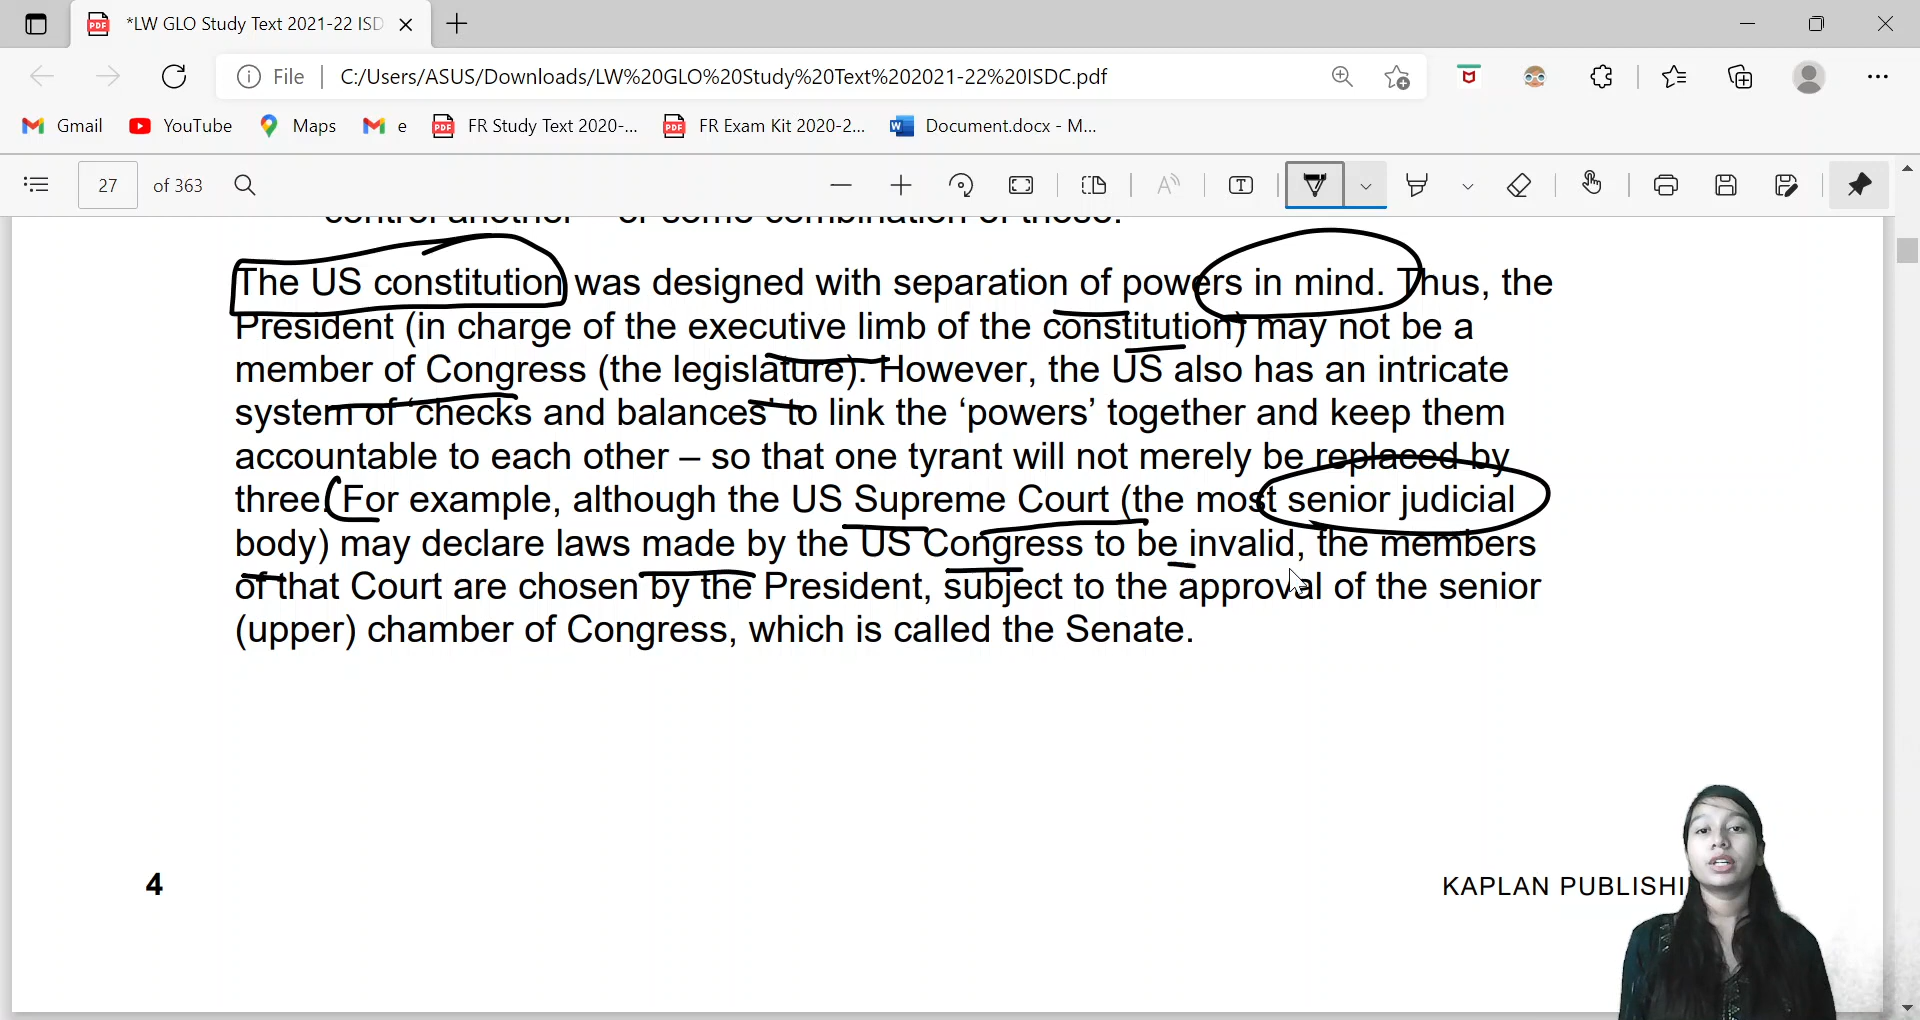 *LW GLO Study Text 2021-22 ISD
File C:/Users/ASUS/Downloads/LW%20GLO%20Study%20Text%202021-22%20ISDC.pdf
Gmail YouTube Maps e FR Study Text 2020-... FR Exam Kit 2020-2... Document.docx - M...
27 of 363
control another – or some combination of these.
The US constitution was designed with separation of powers in mind. Thus, the
President (in charge of the executive limb of the constitution) may not be a
member of Congress (the legislature). However, the US also has an intricate
system of ‘checks and balances’ to link the ‘powers’ together and keep them
accountable to each other – so that one tyrant will not merely be replaced by
three. For example, although the US Supreme Court (the most senior judicial
body) may declare laws made by the US Congress to be invalid, the members
of that Court are chosen by the President, subject to the approval of the senior
(upper) chamber of Congress, which is called the Senate.
4
KAPLAN PUBLISHI